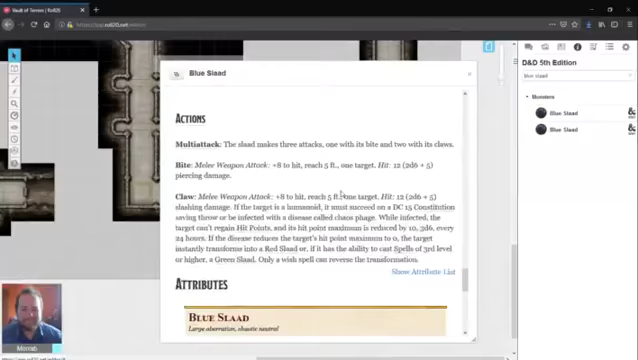 Vault of Terrors | Roll20
https://app.roll20.net/editor/
D&D 5th Edition
blue slaad
Monsters
Blue Slaad
Blue Slaad
Blue Slaad
Actions
Multiattack: The slaad makes three attacks, one with its bite and two with its claws.
Bite: Melee Weapon Attack: +8 to hit, reach 5 ft., one target. Hit: 12 (2d6 + 5)
piercing damage.
Claw: Melee Weapon Attack: +8 to hit, reach 5 ft., one target. Hit: 12 (2d6 + 5)
slashing damage. If the target is a humanoid, it must succeed on a DC 15 Constitution
saving throw or be infected with a disease called chaos phage. While infected, the
target can't regain Hit Points, and its hit point maximum is reduced by 10, 3d6, every
24 hours. If the disease reduces the target's hit point maximum to 0, the target
instantly transforms into a Red Slaad or, if it has the ability to cast Spells of 3rd level
or higher, a Green Slaad. Only a wish spell can reverse the transformation.
Show Attribute List
Attributes
Blue Slaad
Large aberration, chaotic neutral